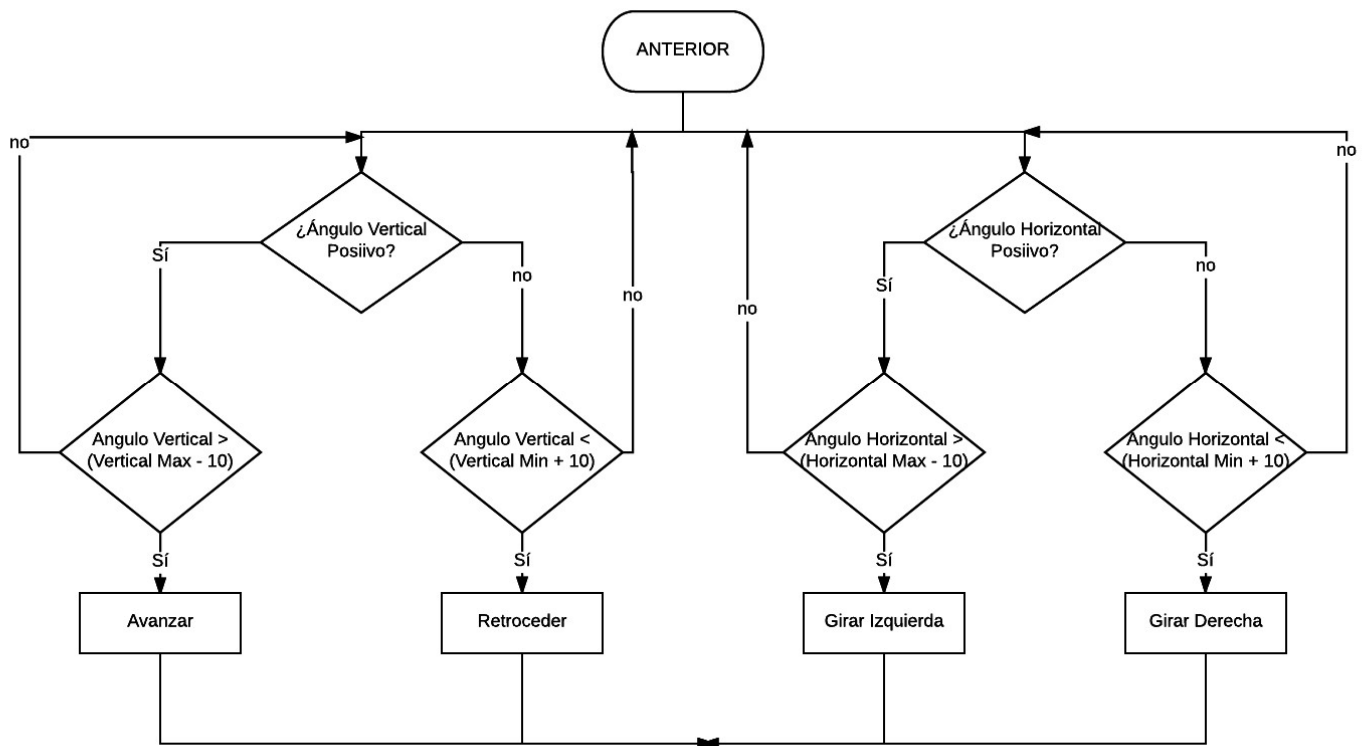 ANTERIOR
no
no
¿Ángulo Vertical
Posiivo?
¿Ángulo Horizontal
Posiivo?
Sí
no
no
no
Sí
no
Angulo Vertical >
(Vertical Max - 10)
Angulo Vertical <
(Vertical Min + 10)
Angulo Horizontal >
(Horizontal Max - 10)
Angulo Horizontal <
(Horizontal Min + 10)
Sí
Sí
Sí
Sí
Avanzar
Retroceder
Girar Izquierda
Girar Derecha